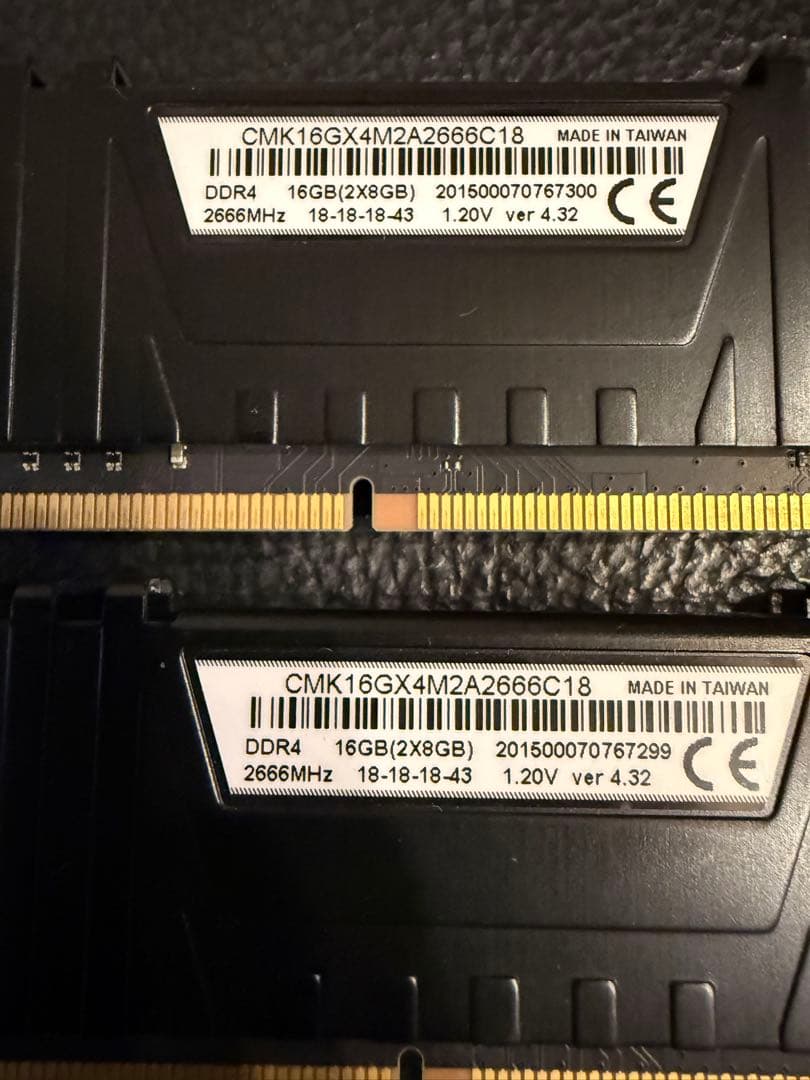 CMK16GX4M2A2666C18 MADE IN TAIWAN
DDR4 16GB(2X8GB) 201500070767300 CE
2666MHz 18-18-18-43 1.20V ver 4.32
CMK16GX4M2A2666C18 MADE IN TAIWAN
DDR4 16GB(2X8GB) 201500070767299 CE
2666MHz 18-18-18-43 1.20V ver 4.32